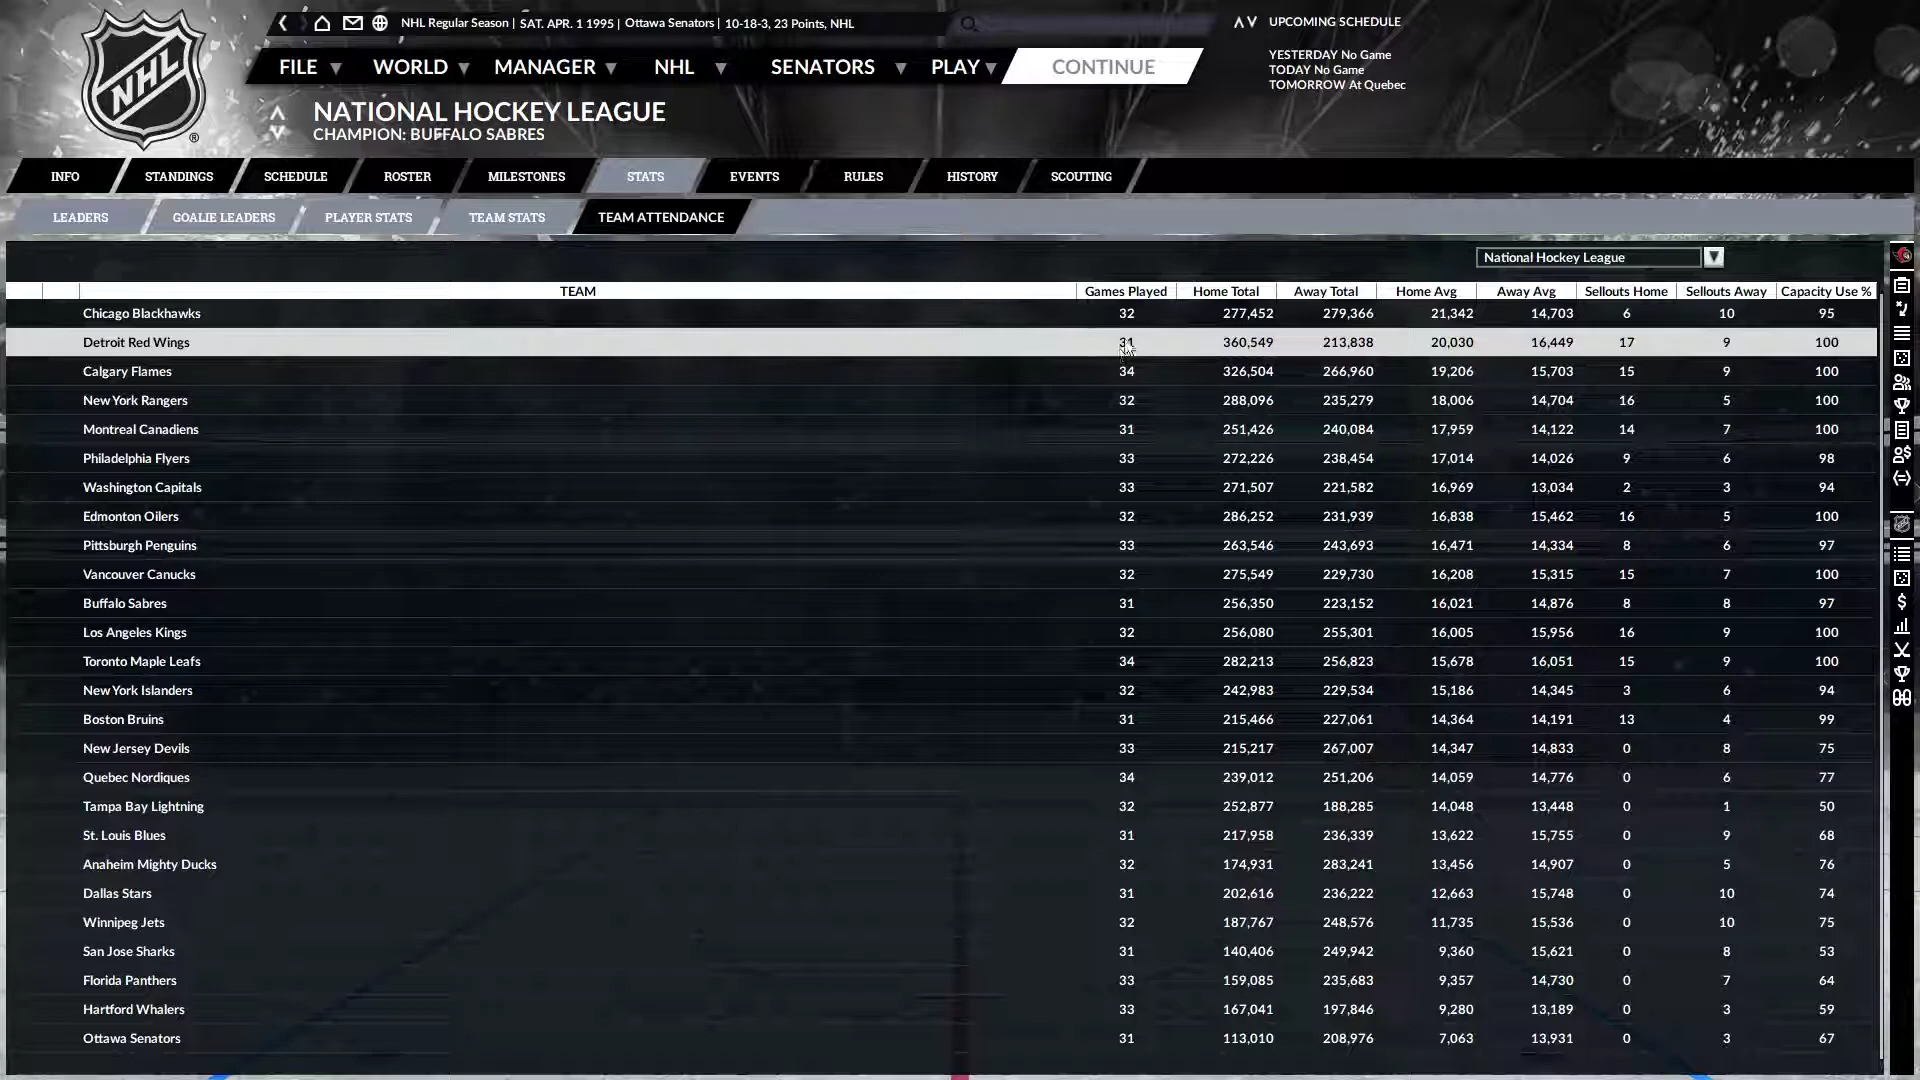 NHL Regular Season | SAT. APR. 1 1995 | Ottawa Senators | 10-18-3, 23 Points, NHL
UPCOMING SCHEDULE
YESTERDAY No Game
TODAY No Game
TOMORROW At Quebec
FILE WORLD MANAGER NHL SENATORS PLAY CONTINUE
NHL
®
NATIONAL HOCKEY LEAGUE
CHAMPION: BUFFALO SABRES
INFO STANDINGS SCHEDULE ROSTER MILESTONES STATS EVENTS RULES HISTORY SCOUTING
LEADERS GOALIE LEADERS PLAYER STATS TEAM STATS TEAM ATTENDANCE
National Hockey League
TEAM Games Played Home Total Away Total Home Avg Away Avg Sellouts Home Sellouts Away Capacity Use %
Chicago Blackhawks 32 277,452 279,366 21,342 14,703 6 10 95
Detroit Red Wings 31 360,549 213,838 20,030 16,449 17 9 100
Calgary Flames 34 326,504 266,960 19,206 15,703 15 9 100
New York Rangers 32 288,096 235,279 18,006 14,704 16 5 100
Montreal Canadiens 31 251,426 240,084 17,959 14,122 14 7 100
Philadelphia Flyers 33 272,226 238,454 17,014 14,026 9 6 98
Washington Capitals 33 271,507 221,582 16,969 13,034 2 3 94
Edmonton Oilers 32 286,252 231,939 16,838 15,462 16 5 100
Pittsburgh Penguins 33 263,546 243,693 16,471 14,334 8 6 97
Vancouver Canucks 32 275,549 229,730 16,208 15,315 15 7 100
Buffalo Sabres 31 256,350 223,152 16,021 14,876 8 8 97
Los Angeles Kings 32 256,080 255,301 16,005 15,956 16 9 100
Toronto Maple Leafs 34 282,213 256,823 15,678 16,051 15 9 100
New York Islanders 32 242,983 229,534 15,186 14,345 3 6 94
Boston Bruins 31 215,466 227,061 14,364 14,191 13 4 99
New Jersey Devils 33 215,217 267,007 14,347 14,833 0 8 75
Quebec Nordiques 34 239,012 251,206 14,059 14,776 0 6 77
Tampa Bay Lightning 32 252,877 188,285 14,048 13,448 0 1 50
St. Louis Blues 31 217,958 236,339 13,622 15,755 0 9 68
Anaheim Mighty Ducks 32 174,931 283,241 13,456 14,907 0 5 76
Dallas Stars 31 202,616 236,222 12,663 15,748 0 10 74
Winnipeg Jets 32 187,767 248,576 11,735 15,536 0 10 75
San Jose Sharks 31 140,406 249,942 9,360 15,621 0 8 53
Florida Panthers 33 159,085 235,683 9,357 14,730 0 7 64
Hartford Whalers 33 167,041 197,846 9,280 13,189 0 3 59
Ottawa Senators 31 113,010 208,976 7,063 13,931 0 3 67